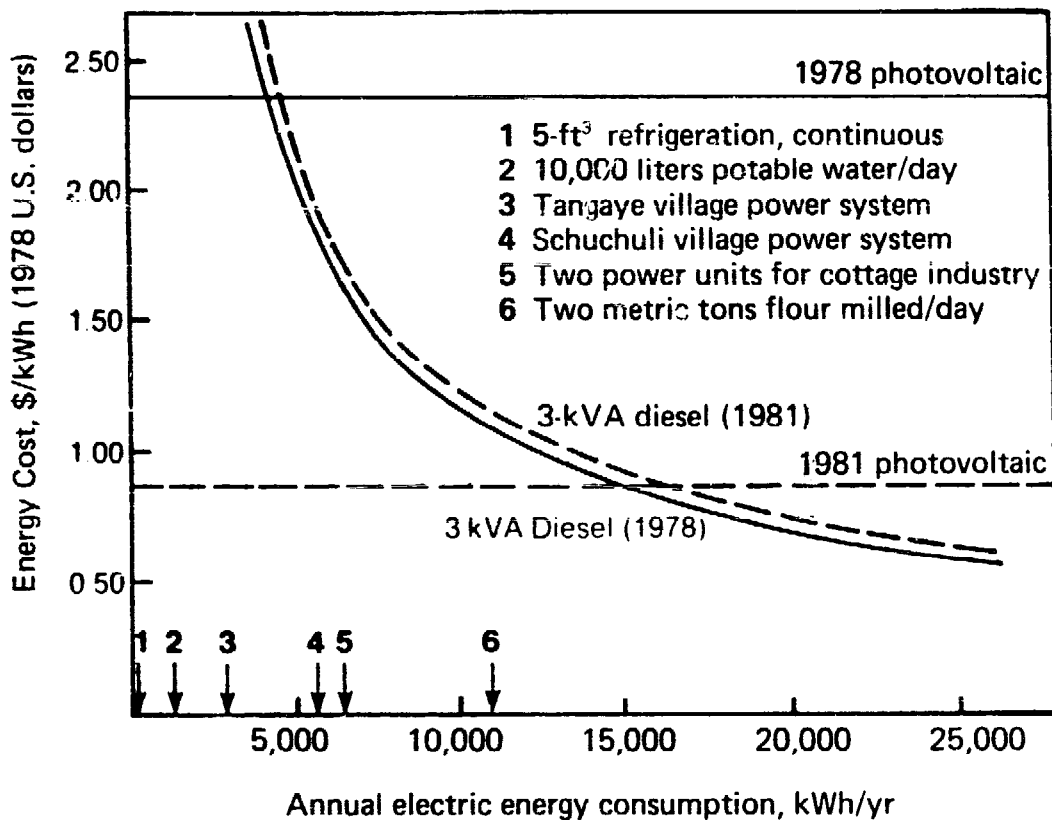 Energy Cost, $/kWh (1978 U.S. dollars)
2.50
2.00
1.50
1.00
0 50
1978 photovoltaic
1 5-ft³ refrigeration, continuous
2 10,000 liters potable water/day
3 Tangaye village power system
4 Schuchuli village power system
5 Two power units for cottage industry
6 Two metric tons flour milled/day
3-kVA diesel (1981)
1981 photovoltaic
3 kVA Diesel (1978)
1 2 3 4 5 6
5,000 10,000 15,000 20,000 25,000
Annual electric energy consumption, kWh/yr